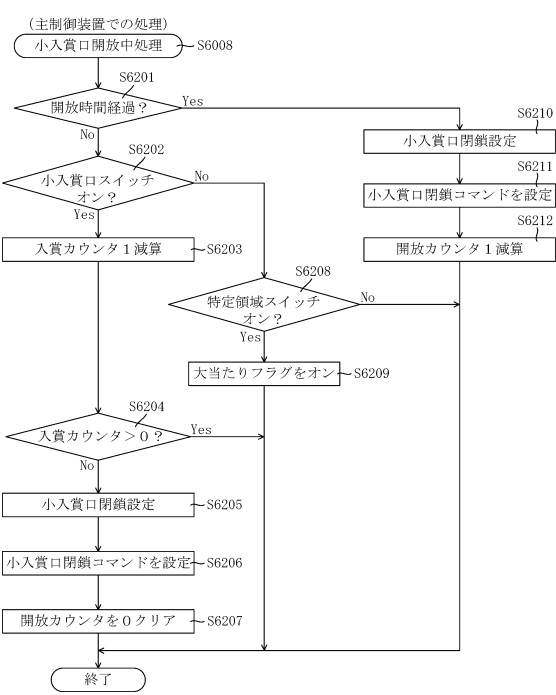 (主制御装置での処理)
小入賞口開放中処理
S6008
S6201
開放時間経過?
Yes
No
S6210
小入賞口閉鎖設定
S6202
小入賞口スイッチ
オン?
No
Yes
S6211
小入賞口閉鎖コマンドを設定
S6212
開放カウンタ1減算
入賞カウンタ1減算
S6203
S6208
特定領域スイッチ
オン?
No
Yes
大当たりフラグをオン
S6209
S6204
入賞カウンタ>0?
Yes
No
小入賞口閉鎖設定
S6205
小入賞口閉鎖コマンドを設定
S6206
開放カウンタを0クリア
S6207
終了